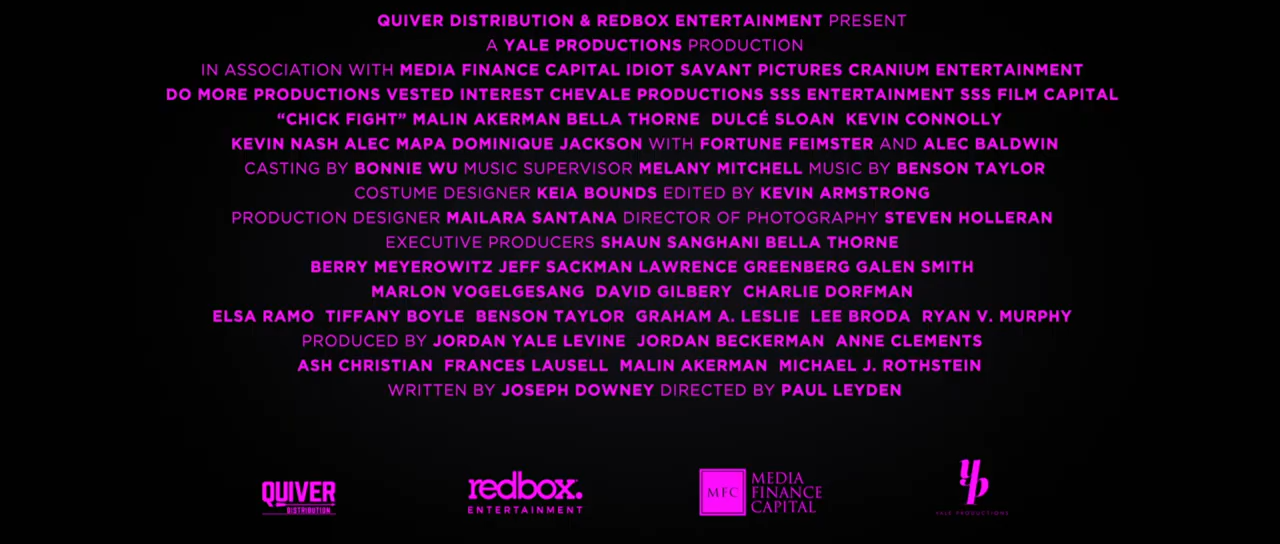 QUIVER DISTRIBUTION & REDBOX ENTERTAINMENT PRESENT
A YALE PRODUCTIONS PRODUCTION
IN ASSOCIATION WITH MEDIA FINANCE CAPITAL IDIOT SAVANT PICTURES CRANIUM ENTERTAINMENT
DO MORE PRODUCTIONS VESTED INTEREST CHEVALE PRODUCTIONS SSS ENTERTAINMENT SSS FILM CAPITAL
“CHICK FIGHT” MALIN AKERMAN BELLA THORNE DULCÉ SLOAN KEVIN CONNOLLY
KEVIN NASH ALEC MAPA DOMINIQUE JACKSON WITH FORTUNE FEIMSTER AND ALEC BALDWIN
CASTING BY BONNIE WU MUSIC SUPERVISOR MELANY MITCHELL MUSIC BY BENSON TAYLOR
COSTUME DESIGNER KEIA BOUNDS EDITED BY KEVIN ARMSTRONG
PRODUCTION DESIGNER MAILARA SANTANA DIRECTOR OF PHOTOGRAPHY STEVEN HOLLERAN
EXECUTIVE PRODUCERS SHAUN SANGHANI BELLA THORNE
BERRY MEYEROWITZ JEFF SACKMAN LAWRENCE GREENBERG GALEN SMITH
MARLON VOGELGESANG DAVID GILBERY CHARLIE DORFMAN
ELSA RAMO TIFFANY BOYLE BENSON TAYLOR GRAHAM A. LESLIE LEE BRODA RYAN V. MURPHY
PRODUCED BY JORDAN YALE LEVINE JORDAN BECKERMAN ANNE CLEMENTS
ASH CHRISTIAN FRANCES LAUSELL MALIN AKERMAN MICHAEL J. ROTHSTEIN
WRITTEN BY JOSEPH DOWNEY DIRECTED BY PAUL LEYDEN
QUIVER
DISTRIBUTION
redbox.
ENTERTAINMENT
MFC
MEDIA
FINANCE
CAPITAL
yp
YALE PRODUCTIONS